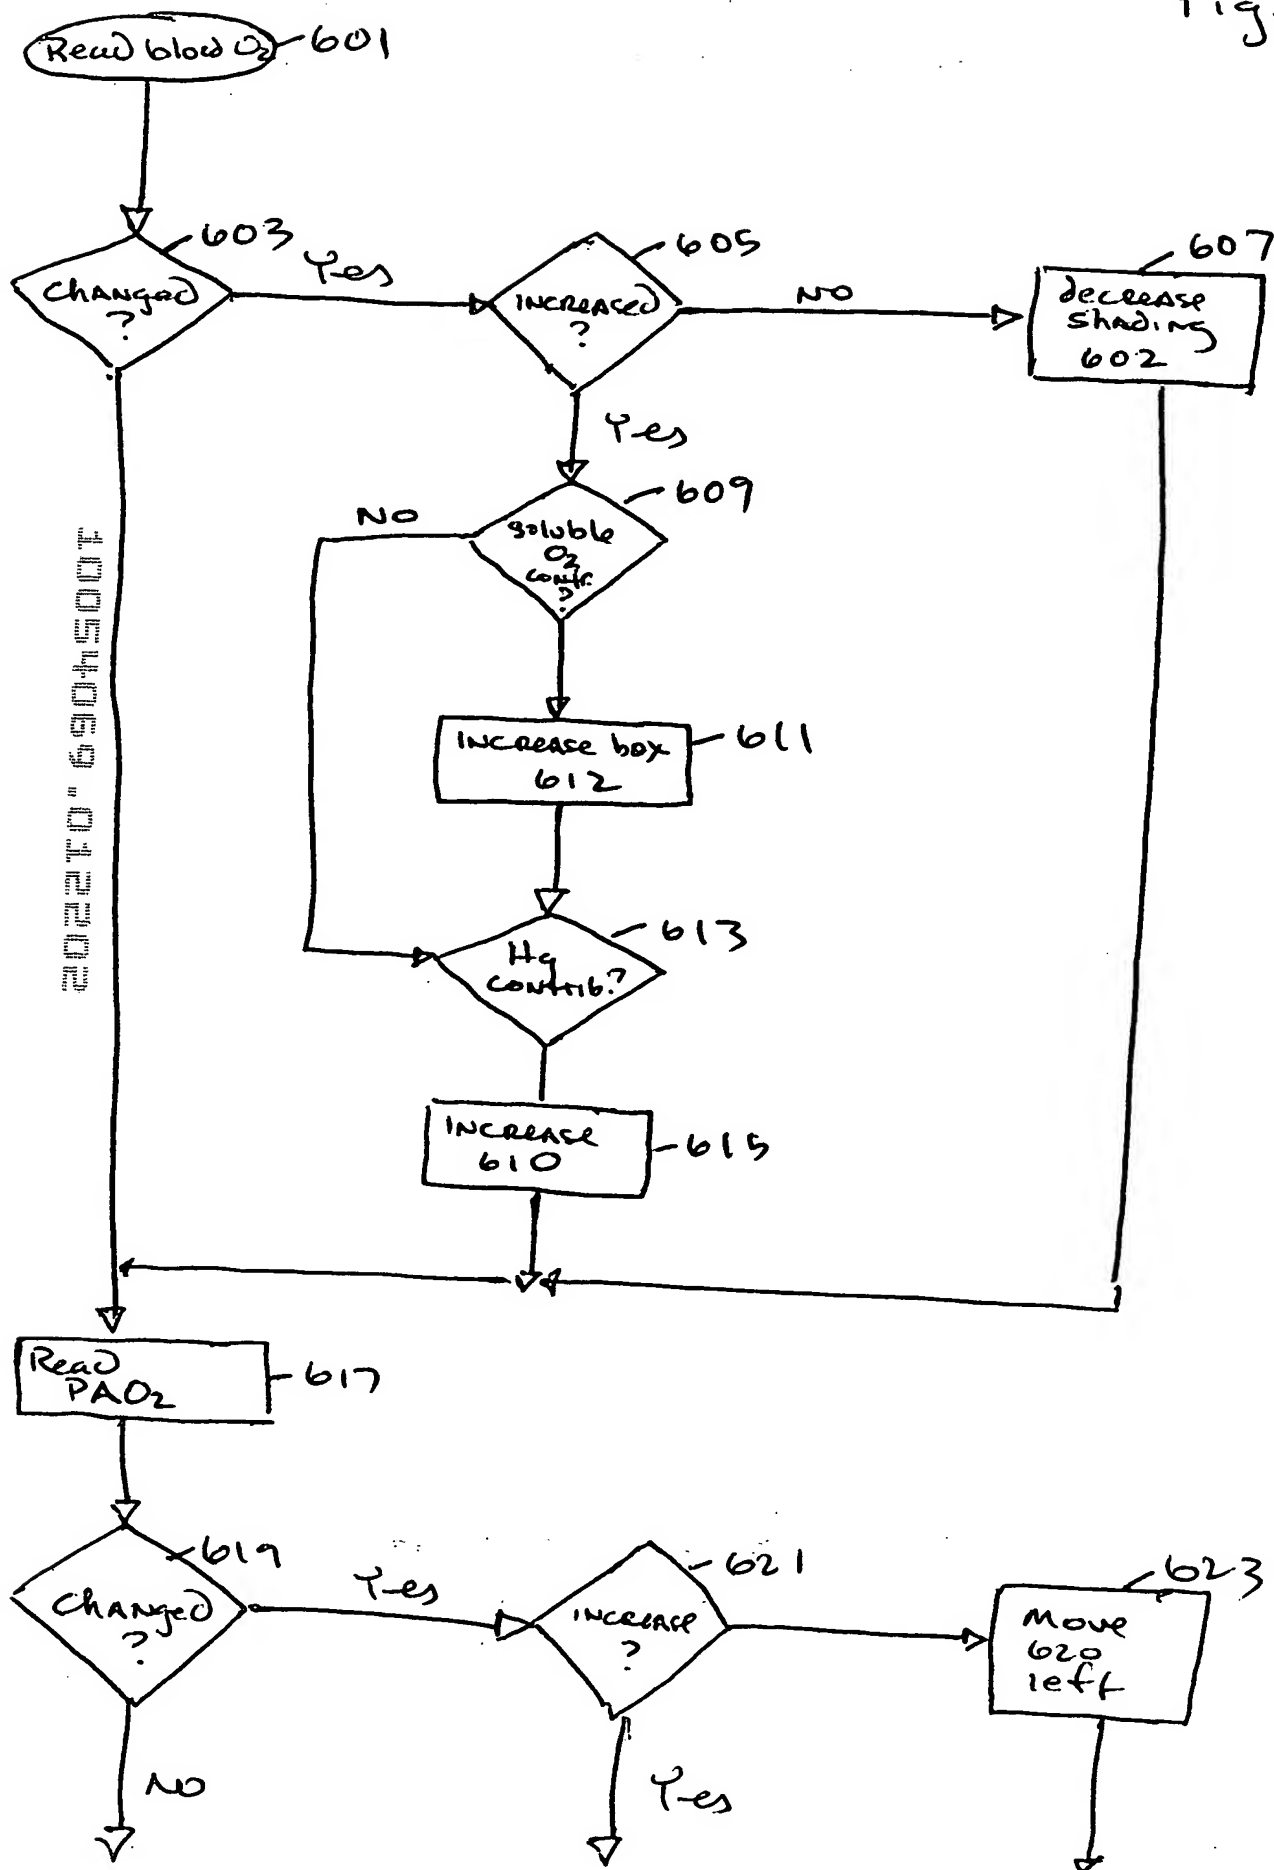 Fig.
Read blood O2
601
603
Changed
?
Yes
605
INCREASED
?
NO
607
decrease
shading
602
Yes
609
NO
soluble
O2
contr.
?
INCREASE box
612
611
613
Hg
contrib.?
INCREASE
610
615
10054069.012202
Read
PAO2
617
619
Changed
?
Yes
621
INCREASE
?
623
Move
620
left
NO
Yes